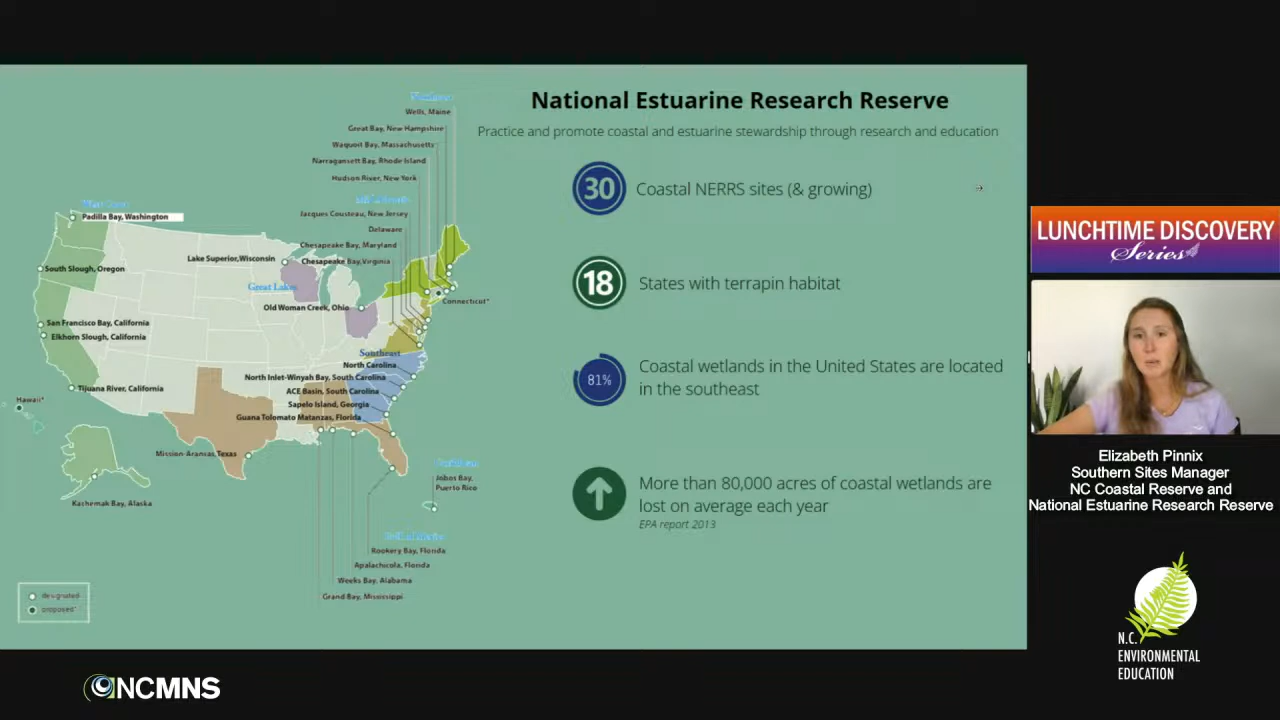 National Estuarine Research Reserve
Practice and promote coastal and estuarine stewardship through research and education
30
Coastal NERRS sites (& growing)
18
States with terrapin habitat
81%
Coastal wetlands in the United States are located
in the southeast
More than 80,000 acres of coastal wetlands are
lost on average each year
EPA report 2013
Wells, Maine
Great Bay, New Hampshire
Waquoit Bay, Massachusetts
Narragansett Bay, Rhode Island
Hudson River, New York
Jacques Cousteau, New Jersey
Delaware
Chesapeake Bay, Maryland
Chesapeake Bay, Virginia
Connecticut*
West Coast
Padilla Bay, Washington
South Slough, Oregon
San Francisco Bay, California
Elkhorn Slough, California
Tijuana River, California
Hawaii*
Kachemak Bay, Alaska
Lake Superior, Wisconsin
Great Lakes
Old Woman Creek, Ohio
Southeast
North Carolina
North Inlet-Winyah Bay, South Carolina
ACE Basin, South Carolina
Sapelo Island, Georgia
Guana Tolomato Matanzas, Florida
Mission-Aransas, Texas
Jobos Bay,
Puerto Rico
Rookery Bay, Florida
Apalachicola, Florida
Weeks Bay, Alabama
Grand Bay, Mississippi
designated
proposed*
LUNCHTIME DISCOVERY
Series
Elizabeth Pinnix
Southern Sites Manager
NC Coastal Reserve and
National Estuarine Research Reserve
N.C.
ENVIRONMENTAL
EDUCATION
NCMNS